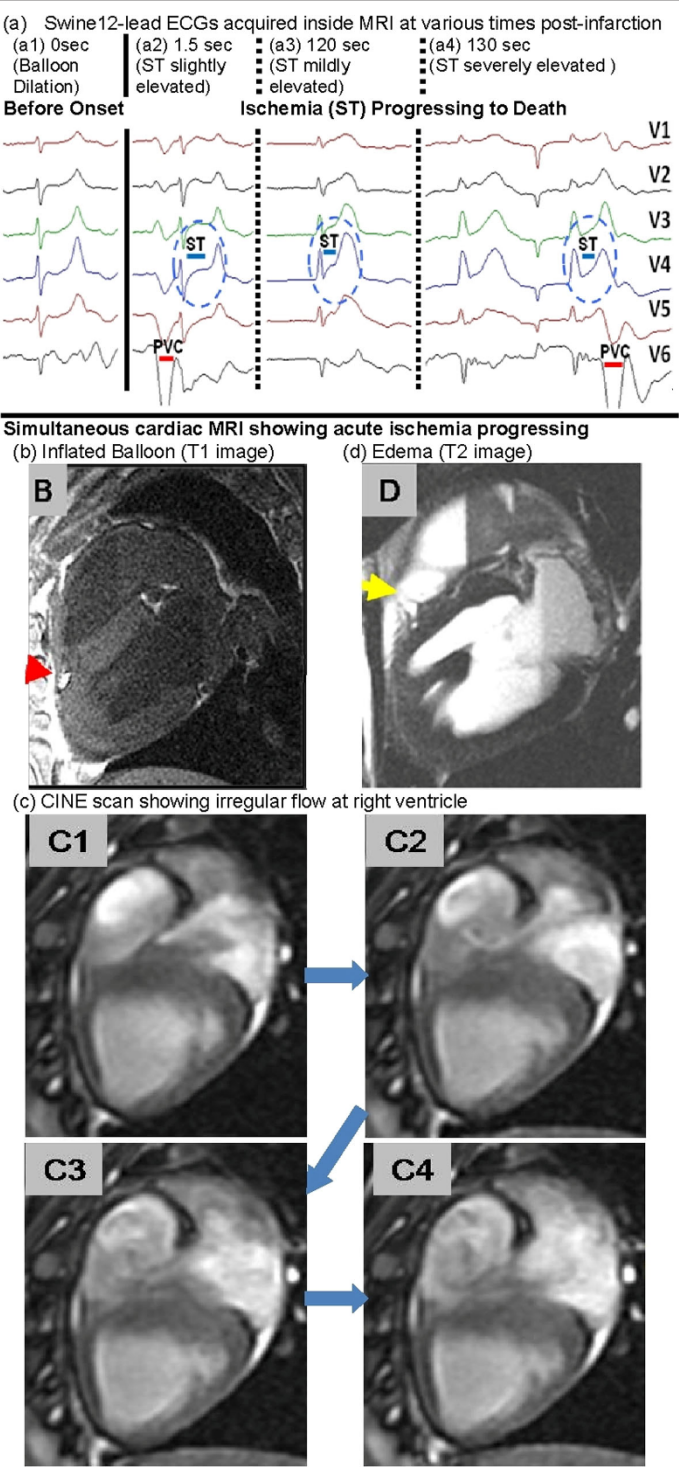 (a) Swine12-lead ECGs acquired inside MRI at various times post-infarction
(a1) 0sec
(Balloon
Dilation)
(a2) 1.5 sec
(ST slightly
elevated)
(a3) 120 sec
(ST mildly
elevated)
(a4) 130 sec
(ST severely elevated )
Before Onset
Ischemia (ST) Progressing to Death
V1
V2
V3
ST
ST
ST
V4
V5
PVC
V6
PVC
Simultaneous cardiac MRI showing acute ischemia progressing
(b) Inflated Balloon (T1 image)
(d) Edema (T2 image)
B
D
(c) CINE scan showing irregular flow at right ventricle
C1
C2
C3
C4